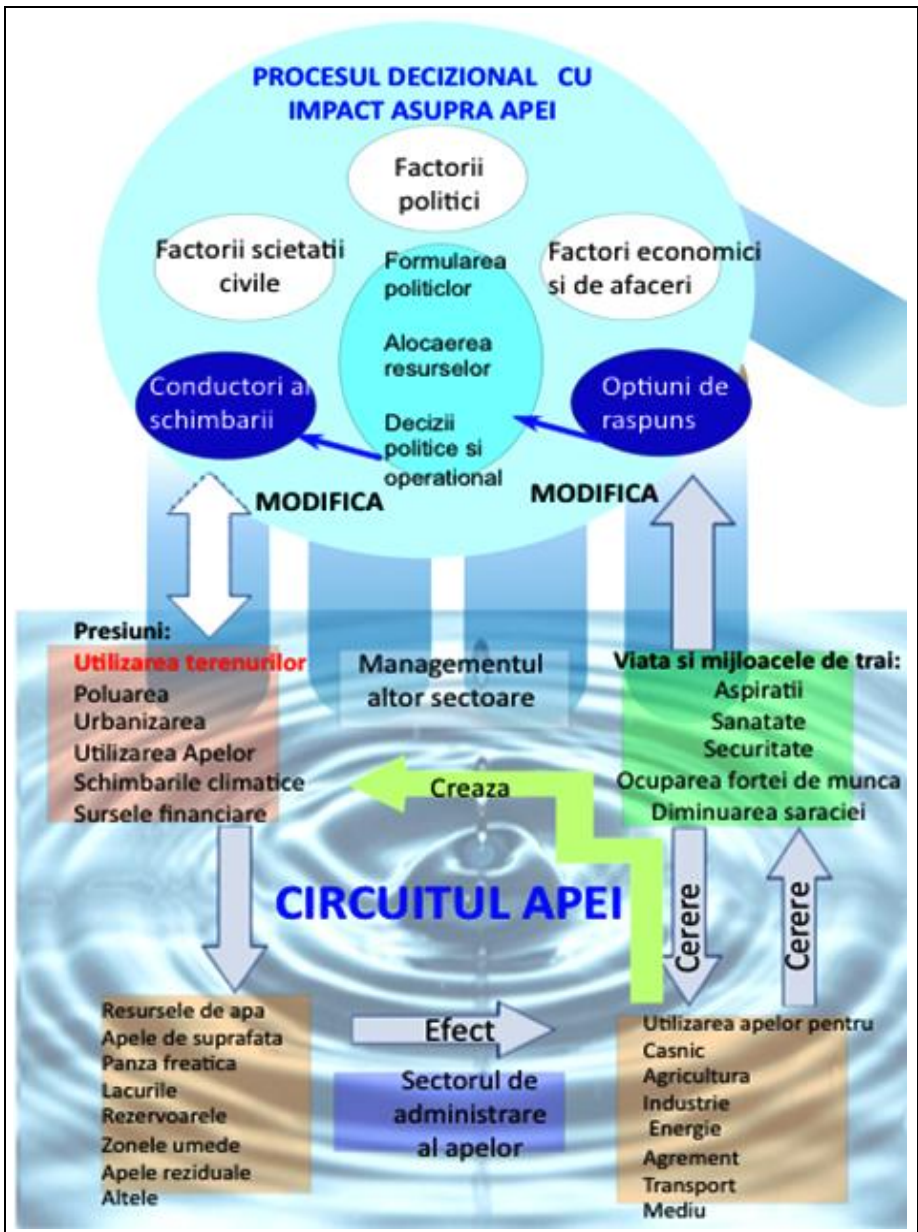 PROCESUL DECIZIONAL CU
IMPACT ASUPRA APEI
Factorii
politici
Factorii scietatii
civile
Factori economici
si de afaceri
Formularea
politiclor
Alocaerea
resurselor
Decizii
politice si
operational
Conductori al
schimbarii
Optiuni de
raspuns
MODIFICA
MODIFICA
Presiuni:
Utilizarea terenurilor
Poluarea
Urbanizarea
Utilizarea Apelor
Schimbarile climatice
Sursele financiare
Managementul
altor sectoare
Viata si mijloacele de trai:
Aspiratii
Sanatate
Securitate
Ocuparea fortei de munca
Diminuarea saraciei
Creaza
CIRCUITUL APEI
Cerere
Cerere
Resursele de apa
Apele de suprafata
Panza freatica
Lacurile
Rezervoarele
Zonele umede
Apele reziduale
Altele
Efect
Sectorul de
administrare
al apelor
Utilizarea apelor pentru
Casnic
Agricultura
Industrie
Energie
Agrement
Transport
Mediu